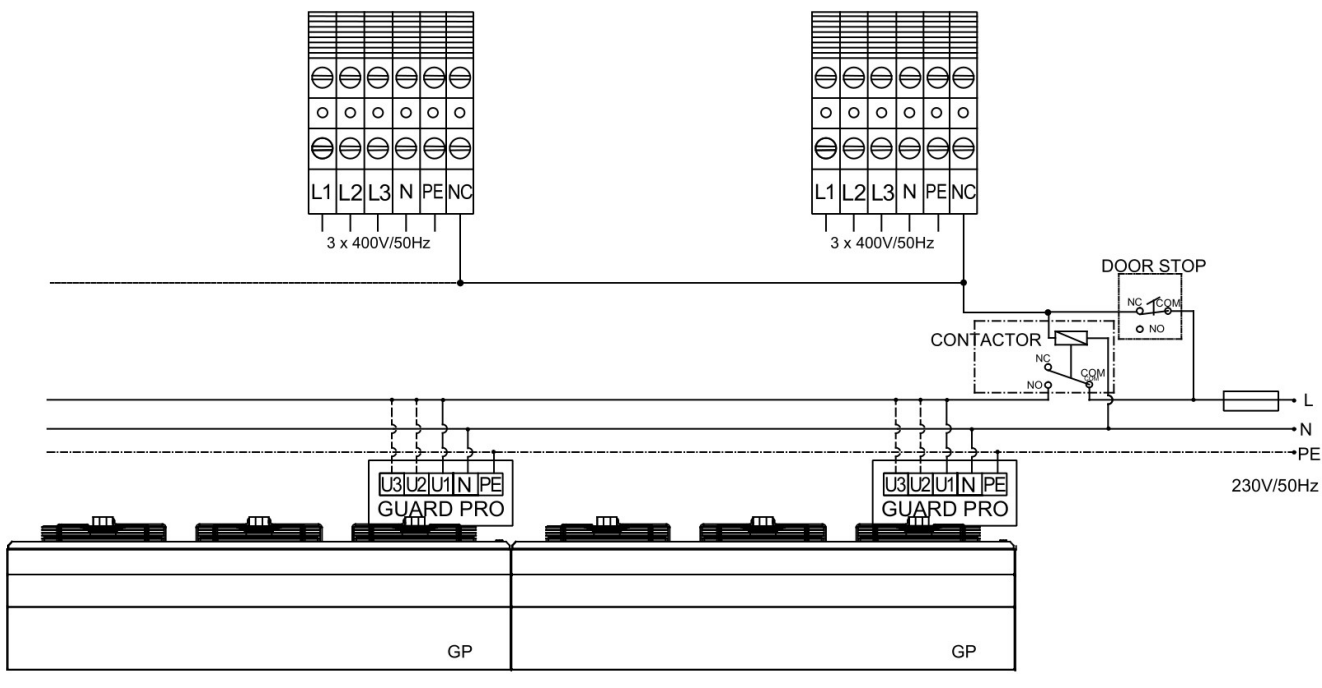 L1 L2 L3 N PE NC
L1 L2 L3 N PE NC
3 x 400V/50Hz
3 x 400V/50Hz
DOOR STOP
NC COM
NO
CONTACTOR
NC
COM
COM
NO
L
N
PE
230V/50Hz
U3 U2 U1 N PE
GUARD PRO
U3 U2 U1 N PE
GUARD PRO
GP
GP